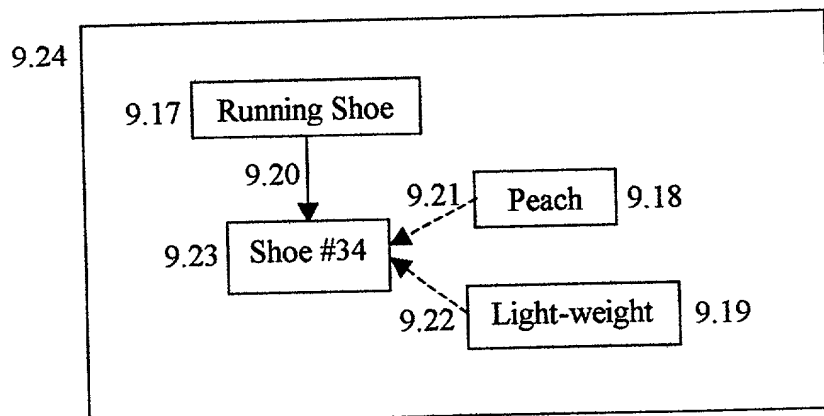 9.24
9.17 Running Shoe
9.20
9.21 Peach 9.18
9.23 Shoe #34
9.22 Light-weight 9.19